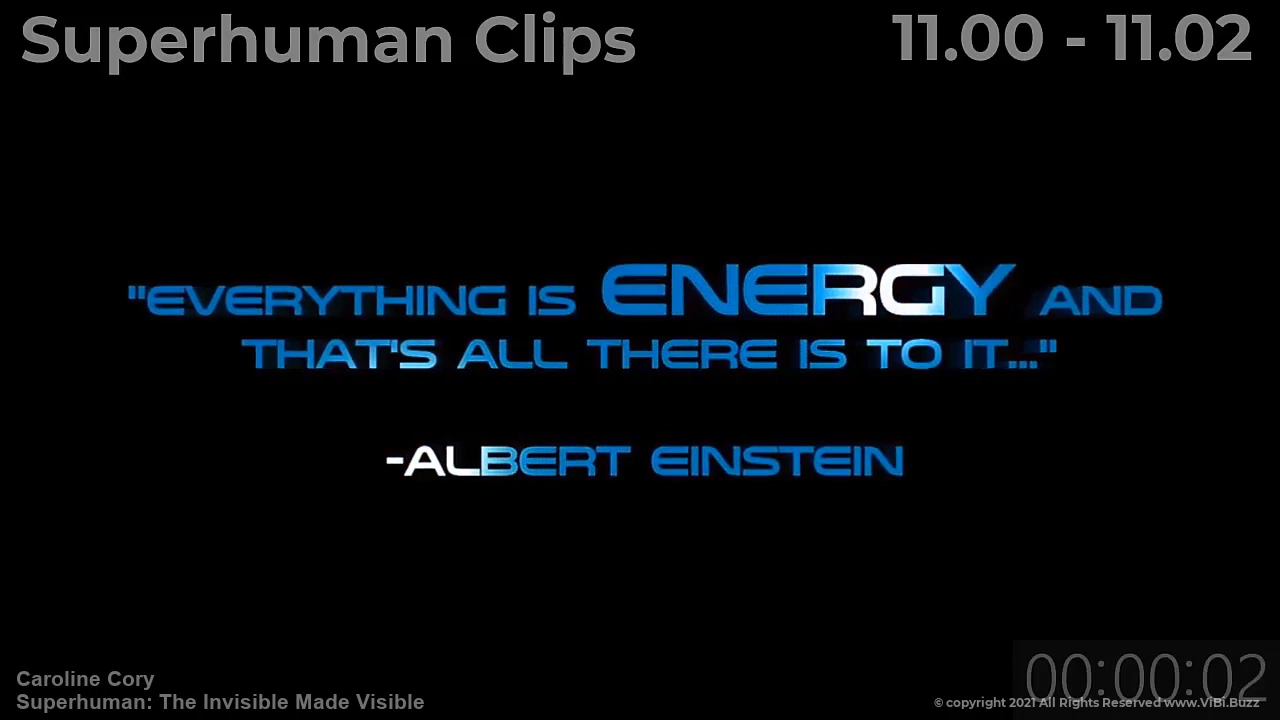 Superhuman Clips
11.00 - 11.02
"EVERYTHING IS ENERGY AND
THAT'S ALL THERE IS TO IT..."
-ALBERT EINSTEIN
Caroline Cory
Superhuman: The Invisible Made Visible
00:00:02
© copyright 2021 All Rights Reserved www.ViBi.Buzz